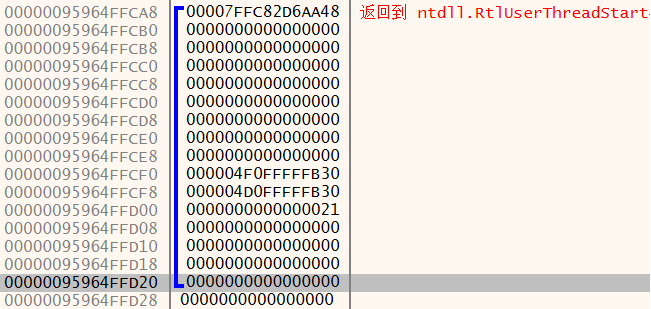 00000095964FFCA8 00007FFC82D6AA48 返回到 ntdll.RtlUserThreadStart
00000095964FFCB0 0000000000000000
00000095964FFCB8 0000000000000000
00000095964FFCC0 0000000000000000
00000095964FFCC8 0000000000000000
00000095964FFCD0 0000000000000000
00000095964FFCD8 0000000000000000
00000095964FFCE0 0000000000000000
00000095964FFCE8 0000000000000000
00000095964FFCF0 000004F0FFFFFB30
00000095964FFCF8 000004D0FFFFFB30
00000095964FFD00 0000000000000021
00000095964FFD08 0000000000000000
00000095964FFD10 0000000000000000
00000095964FFD18 0000000000000000
00000095964FFD20 0000000000000000
00000095964FFD28 0000000000000000